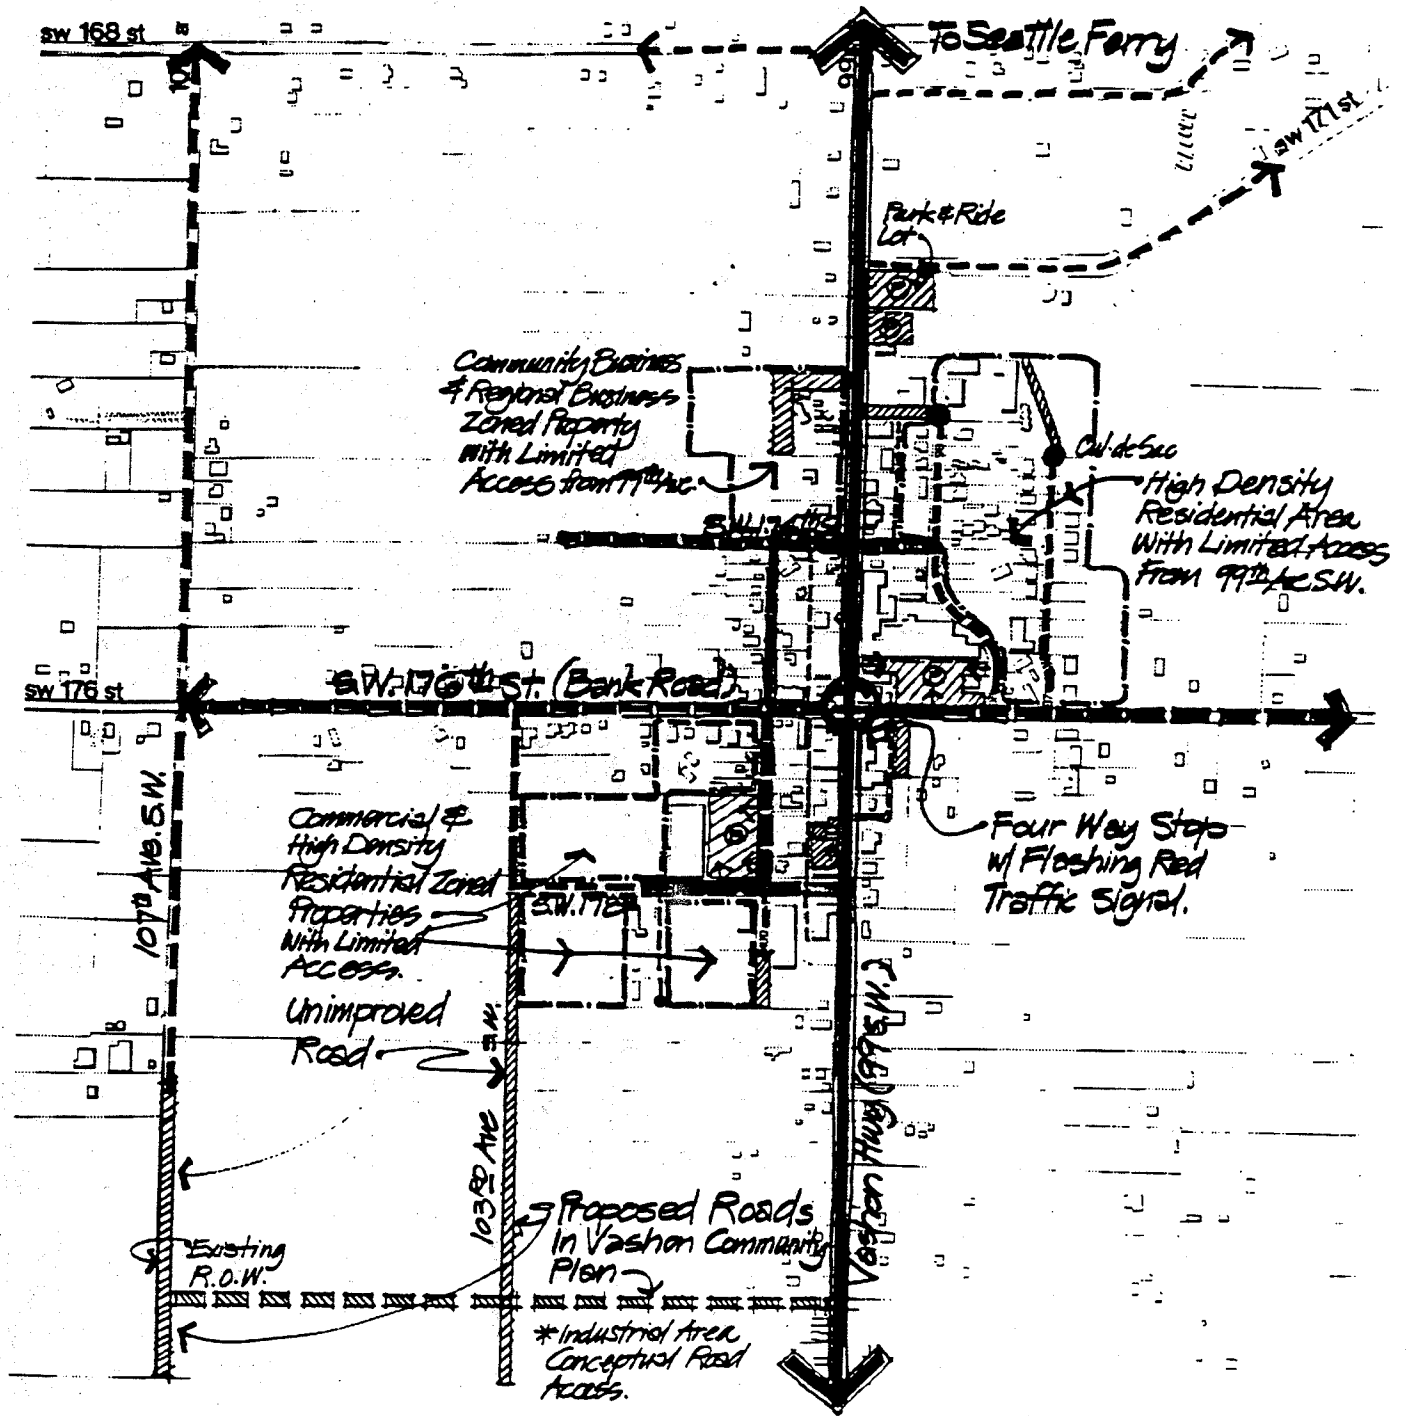 sw 168 st
To Seattle Ferry
sw 171 st
Park & Ride
Lot
Community Business
& Regional Business
Zoned Property
with Limited
Access from 99th Ave.
Cul-de-Sac
High Density
Residential Area
With Limited Access
From 99th Ave S.W.
S.W. 176th St. (Bank Road)
sw 176 st
107th Ave. S.W.
Commercial &
High Density
Residential Zoned
Properties
With Limited
Access.
S.W. 178
Four Way Stop
w/ Flashing Red
Traffic Signal.
Unimproved
Road
103RD Ave S.W.
Vashon Hwy (99 S.W.)
Existing
R.O.W.
Proposed Roads
In Vashon Community
Plan
*Industrial Area
Conceptual Road
Access.